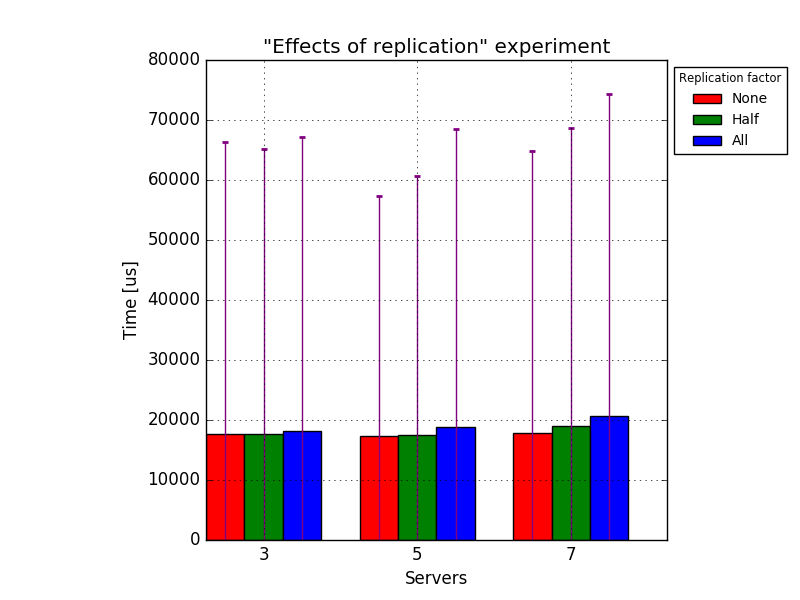 "Effects of replication" experiment
80000
70000
60000
50000
40000
30000
20000
10000
0
Time [us]
3 5 7
Servers
Replication factor
None
Half
All